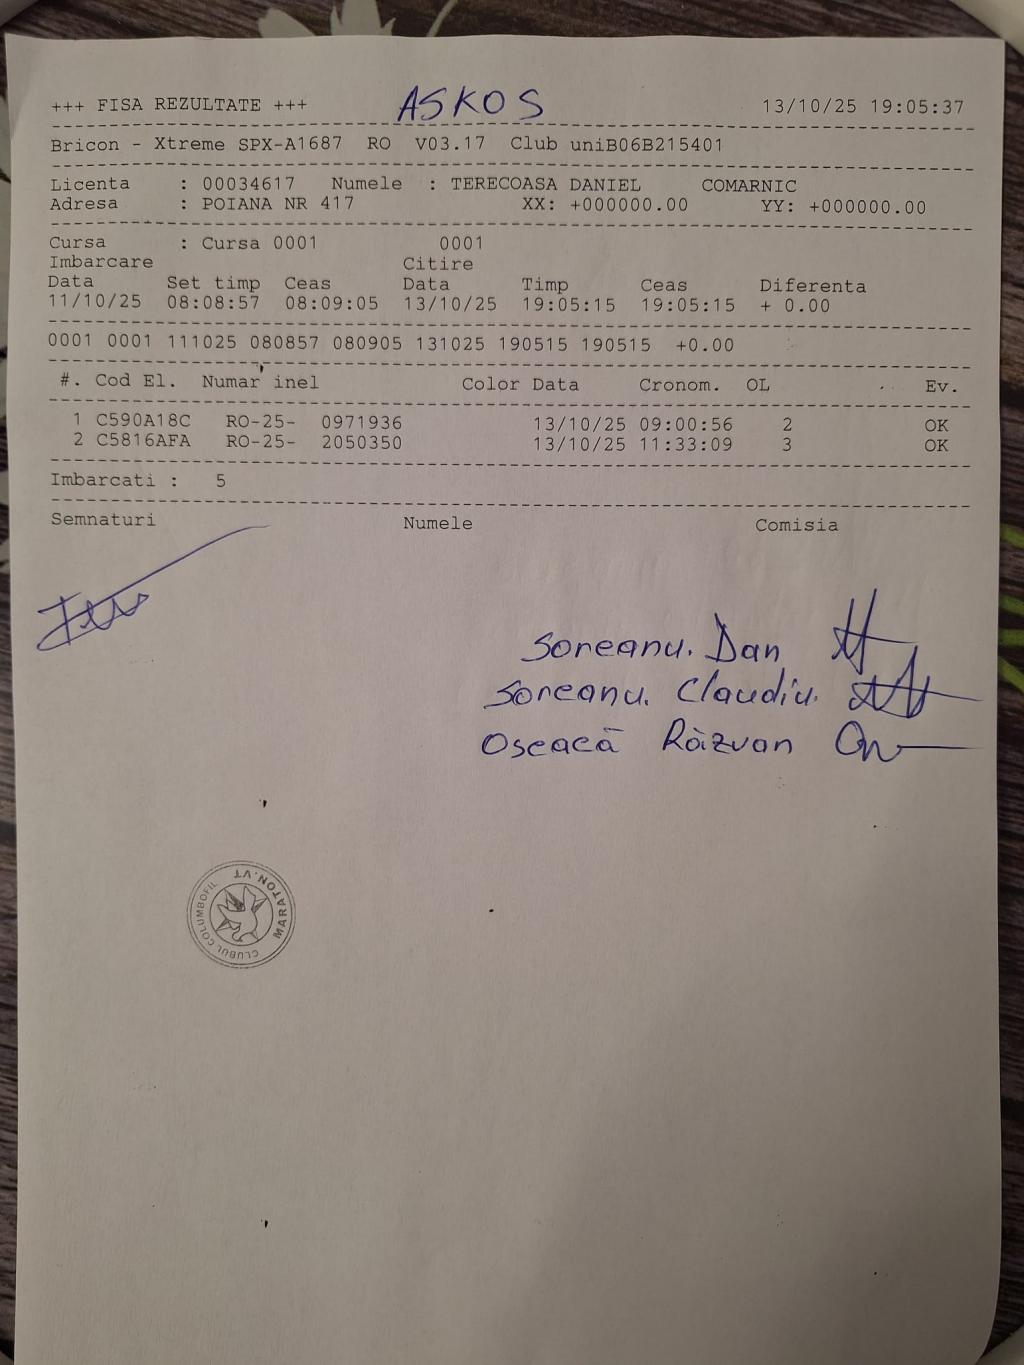 +++ FISA REZULTATE +++ ASKOS 13/10/25 19:05:37
Bricon - Xtreme SPX-A1687 RO V03.17 Club uniB06B215401
Licenta : 00034617 Numele : TERECOASA DANIEL COMARNIC
Adresa : POIANA NR 417 XX: +000000.00 YY: +000000.00
Cursa : Cursa 0001 0001
Imbarcare Citire
Data Set timp Ceas Data Timp Ceas Diferenta
11/10/25 08:08:57 08:09:05 13/10/25 19:05:15 19:05:15 + 0.00
0001 0001 111025 080857 080905 131025 190515 190515 +0.00
#. Cod El. Numar inel Color Data Cronom. OL Ev.
1 C590A18C RO-25- 0971936 13/10/25 09:00:56 2 OK
2 C5816AFA RO-25- 2050350 13/10/25 11:33:09 3 OK
Imbarcati : 5
Semnaturi Numele Comisia
Soreanu. Dan
Soreanu. Claudiu.
Oseacă Răzvan
CLUBUL COLUMBOFIL MARATON.VT